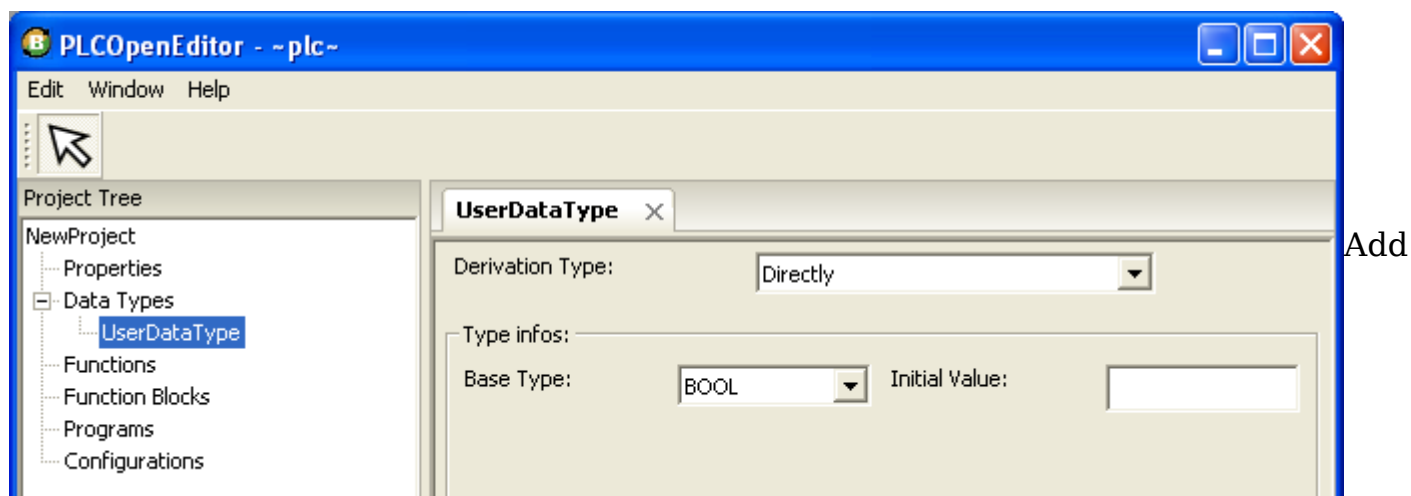 PLCOpenEditor - ~plc~
Edit Window Help
Project Tree
NewProject
Properties
Data Types
UserDataType
Functions
Function Blocks
Programs
Configurations
UserDataType
Derivation Type: Directly
Type infos:
Base Type: BOOL Initial Value:
Add